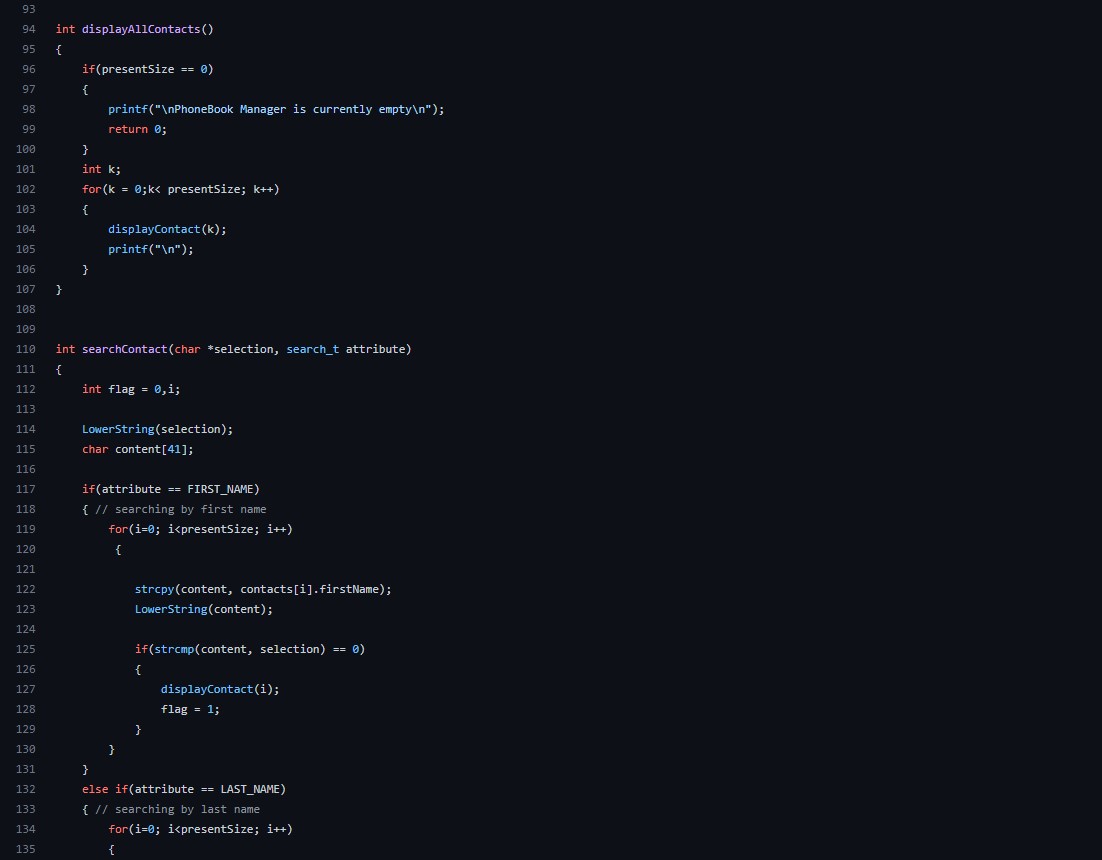 93
94 int displayAllContacts()
95 {
96     if(presentSize == 0)
97     {
98         printf("\nPhoneBook Manager is currently empty\n");
99         return 0;
100     }
101     int k;
102     for(k = 0;k< presentSize; k++)
103     {
104         displayContact(k);
105         printf("\n");
106     }
107 }
108
109
110 int searchContact(char *selection, search_t attribute)
111 {
112     int flag = 0,i;
113
114     LowerString(selection);
115     char content[41];
116
117     if(attribute == FIRST_NAME)
118     { // searching by first name
119         for(i=0; i<presentSize; i++)
120          {
121
122             strcpy(content, contacts[i].firstName);
123             LowerString(content);
124
125             if(strcmp(content, selection) == 0)
126             {
127                 displayContact(i);
128                 flag = 1;
129             }
130         }
131     }
132     else if(attribute == LAST_NAME)
133     { // searching by last name
134         for(i=0; i<presentSize; i++)
135         {